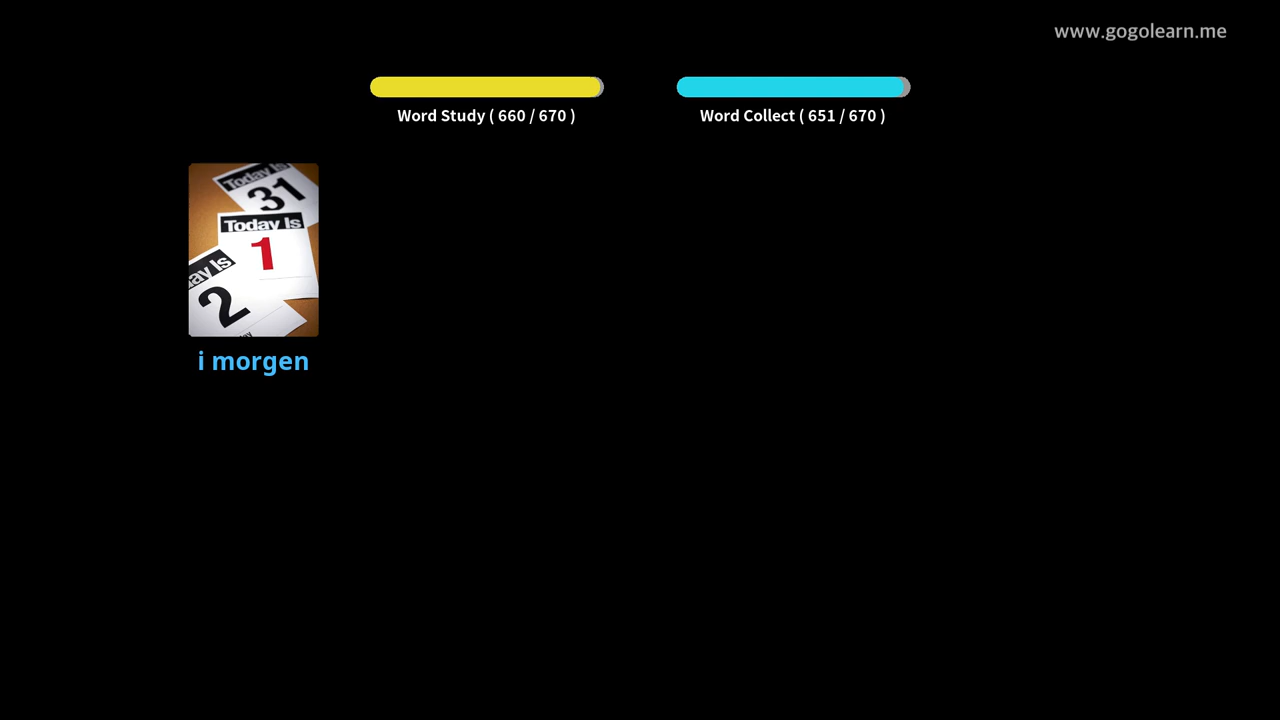 www.gogolearn.me
Word Study ( 660 / 670 )
Word Collect ( 651 / 670 )
Today Is
31
Today Is
1
ay Is
2
i morgen